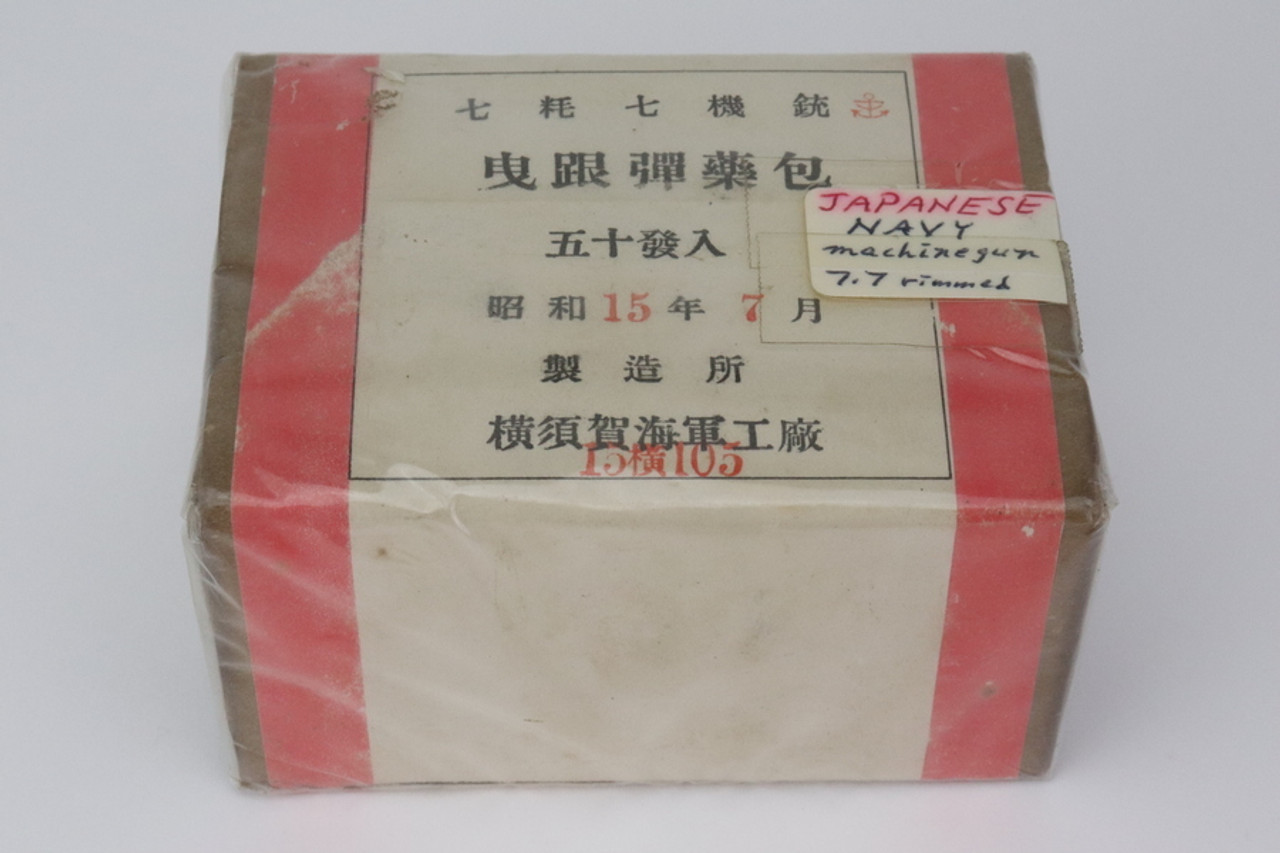 七粍七機銃
曳跟彈藥包
五十發入
昭和15年7月
製造所
横須賀海軍工廠
15横105
JAPANESE
NAVY
machinegun
7.7 rimmed